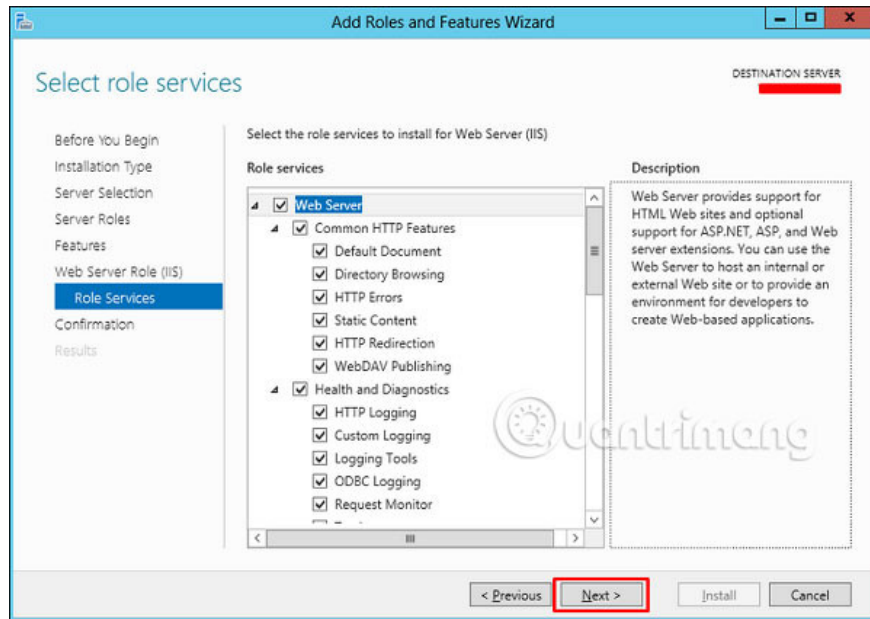 Add Roles and Features Wizard
Select role services
DESTINATION SERVER
Before You Begin
Installation Type
Server Selection
Server Roles
Features
Web Server Role (IIS)
Role Services
Confirmation
Results
Select the role services to install for Web Server (IIS)
Role services
Web Server
Common HTTP Features
Default Document
Directory Browsing
HTTP Errors
Static Content
HTTP Redirection
WebDAV Publishing
Health and Diagnostics
HTTP Logging
Custom Logging
Logging Tools
ODBC Logging
Request Monitor
Description
Web Server provides support for
HTML Web sites and optional
support for ASP.NET, ASP, and Web
server extensions. You can use the
Web Server to host an internal or
external Web site or to provide an
environment for developers to
create Web-based applications.
Quantrimang
< Previous
Next >
Install
Cancel